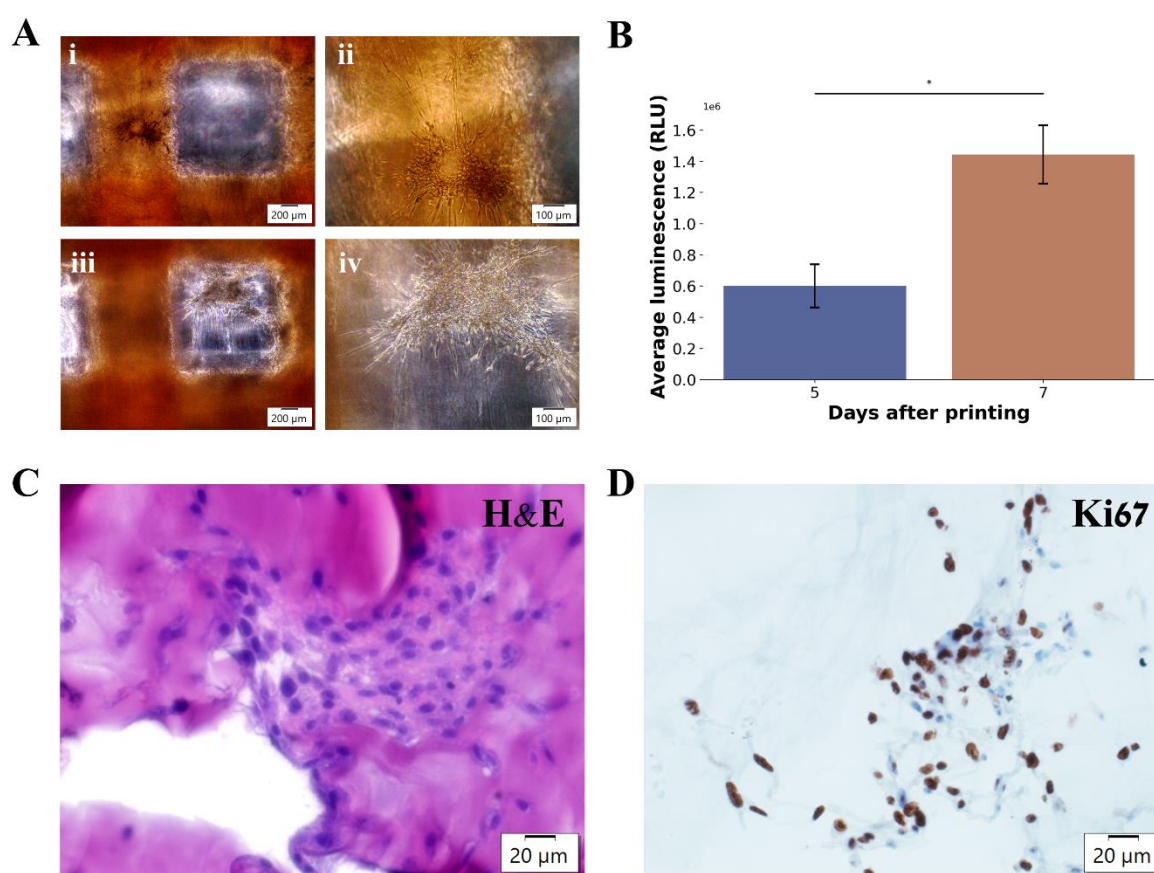 A
i
200 µm
ii
100 µm
iii
200 µm
iv
100 µm
B
*
1e6
1.6
1.4
1.2
1.0
0.8
0.6
0.4
0.2
0.0
Average luminescence (RLU)
5 7
Days after printing
C
H&E
20 µm
D
Ki67
20 µm